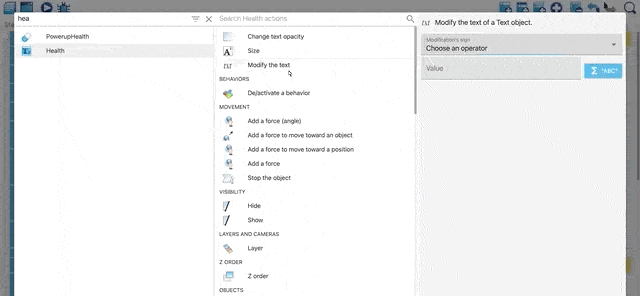 hea
PowerupHealth
Health
Search Health actions
Change text opacity
Size
Modify the text
BEHAVIORS
De/activate a behavior
MOVEMENT
Add a force (angle)
Add a force to move toward an object
Add a force to move toward a position
Add a force
Stop the object
VISIBILITY
Hide
Show
LAYERS AND CAMERAS
Layer
Z ORDER
Z order
OBJECTS
Modify the text of a Text object.
Modification's sign
Choose an operator
Value
Σ "ABC"